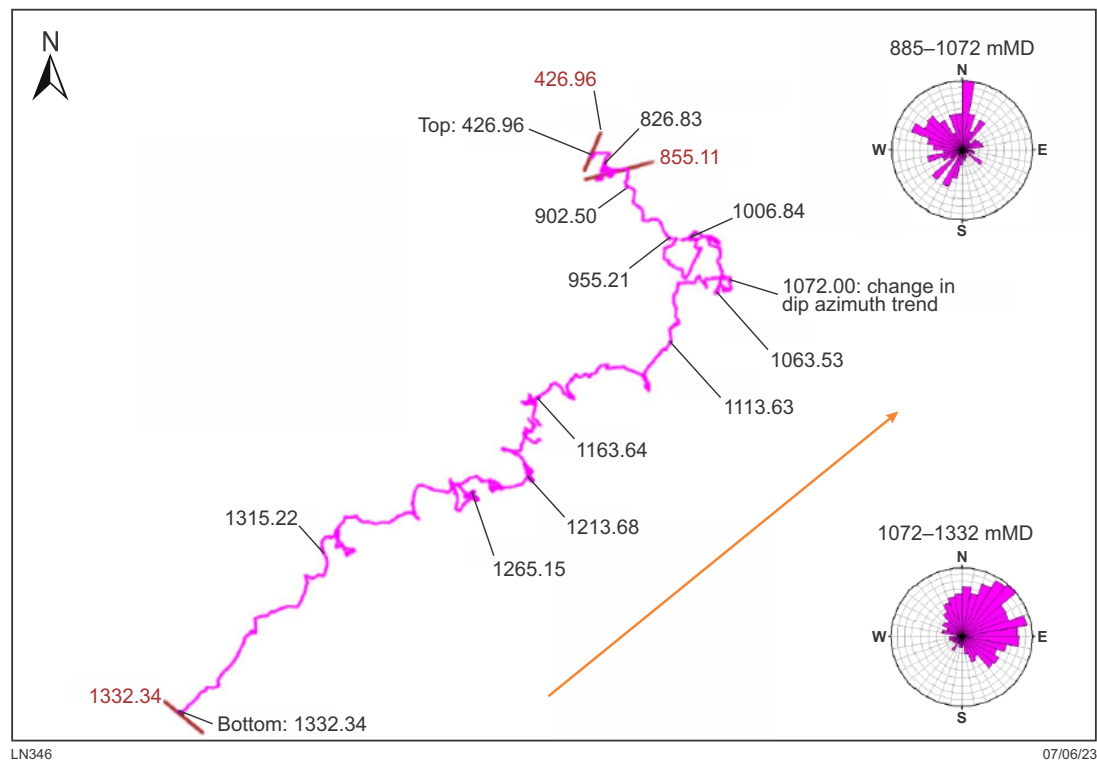 N
885–1072 mMD
N
W
E
S
426.96
Top: 426.96
826.83
855.11
902.50
1006.84
955.21
1072.00: change in
dip azimuth trend
1063.53
1113.63
1163.64
1213.68
1315.22
1265.15
1072–1332 mMD
N
W
E
S
1332.34
Bottom: 1332.34
LN346
07/06/23